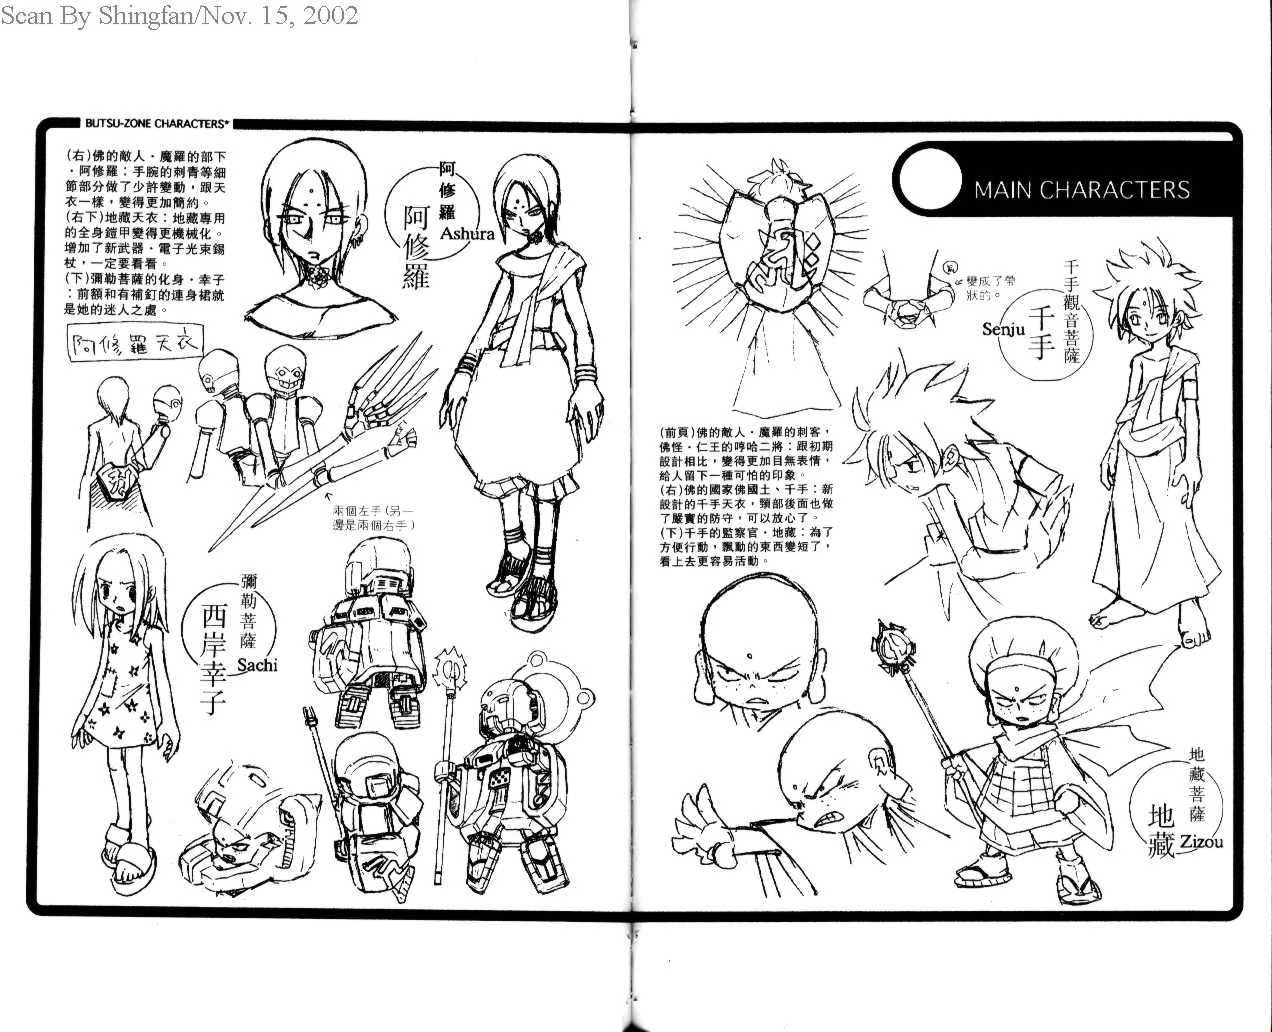 Scan By Shingfan/Nov. 15, 2002
BUTSU-ZONE CHARACTERS*
(右)佛的敵人・魔羅的部下
・阿修羅：手腕的刺青等細
節部分做了少許變動，跟天
衣一樣，變得更加簡約。
(右下)地藏天衣：地藏專用
的全身鎧甲變得更機械化。
增加了新武器・電子光束錫
杖，一定要看看。
(下)彌勒菩薩的化身・幸子
：前額和有補釘的連身裙就
是她的迷人之處。
阿修羅天衣
阿修羅
Ashura
阿修羅
兩個左手(另一
邊是兩個右手)
彌勒菩薩
西岸幸子
Sachi
MAIN CHARACTERS
變成了帶
狀的。
千手觀音菩薩
Senju
千手
(前頁)佛的敵人・魔羅的刺客，
佛怪・仁王的哼哈二將：跟初期
設計相比，變得更加目無表情，
給人留下一種可怕的印象。
(右)佛的國家佛國土、千手：新
設計的千手天衣，頸部後面也做
了嚴實的防守，可以放心了。
(下)千手的監察官・地藏：為了
方便行動，飄動的東西變短了，
看上去更容易活動。
地藏菩薩
地藏
Zizou